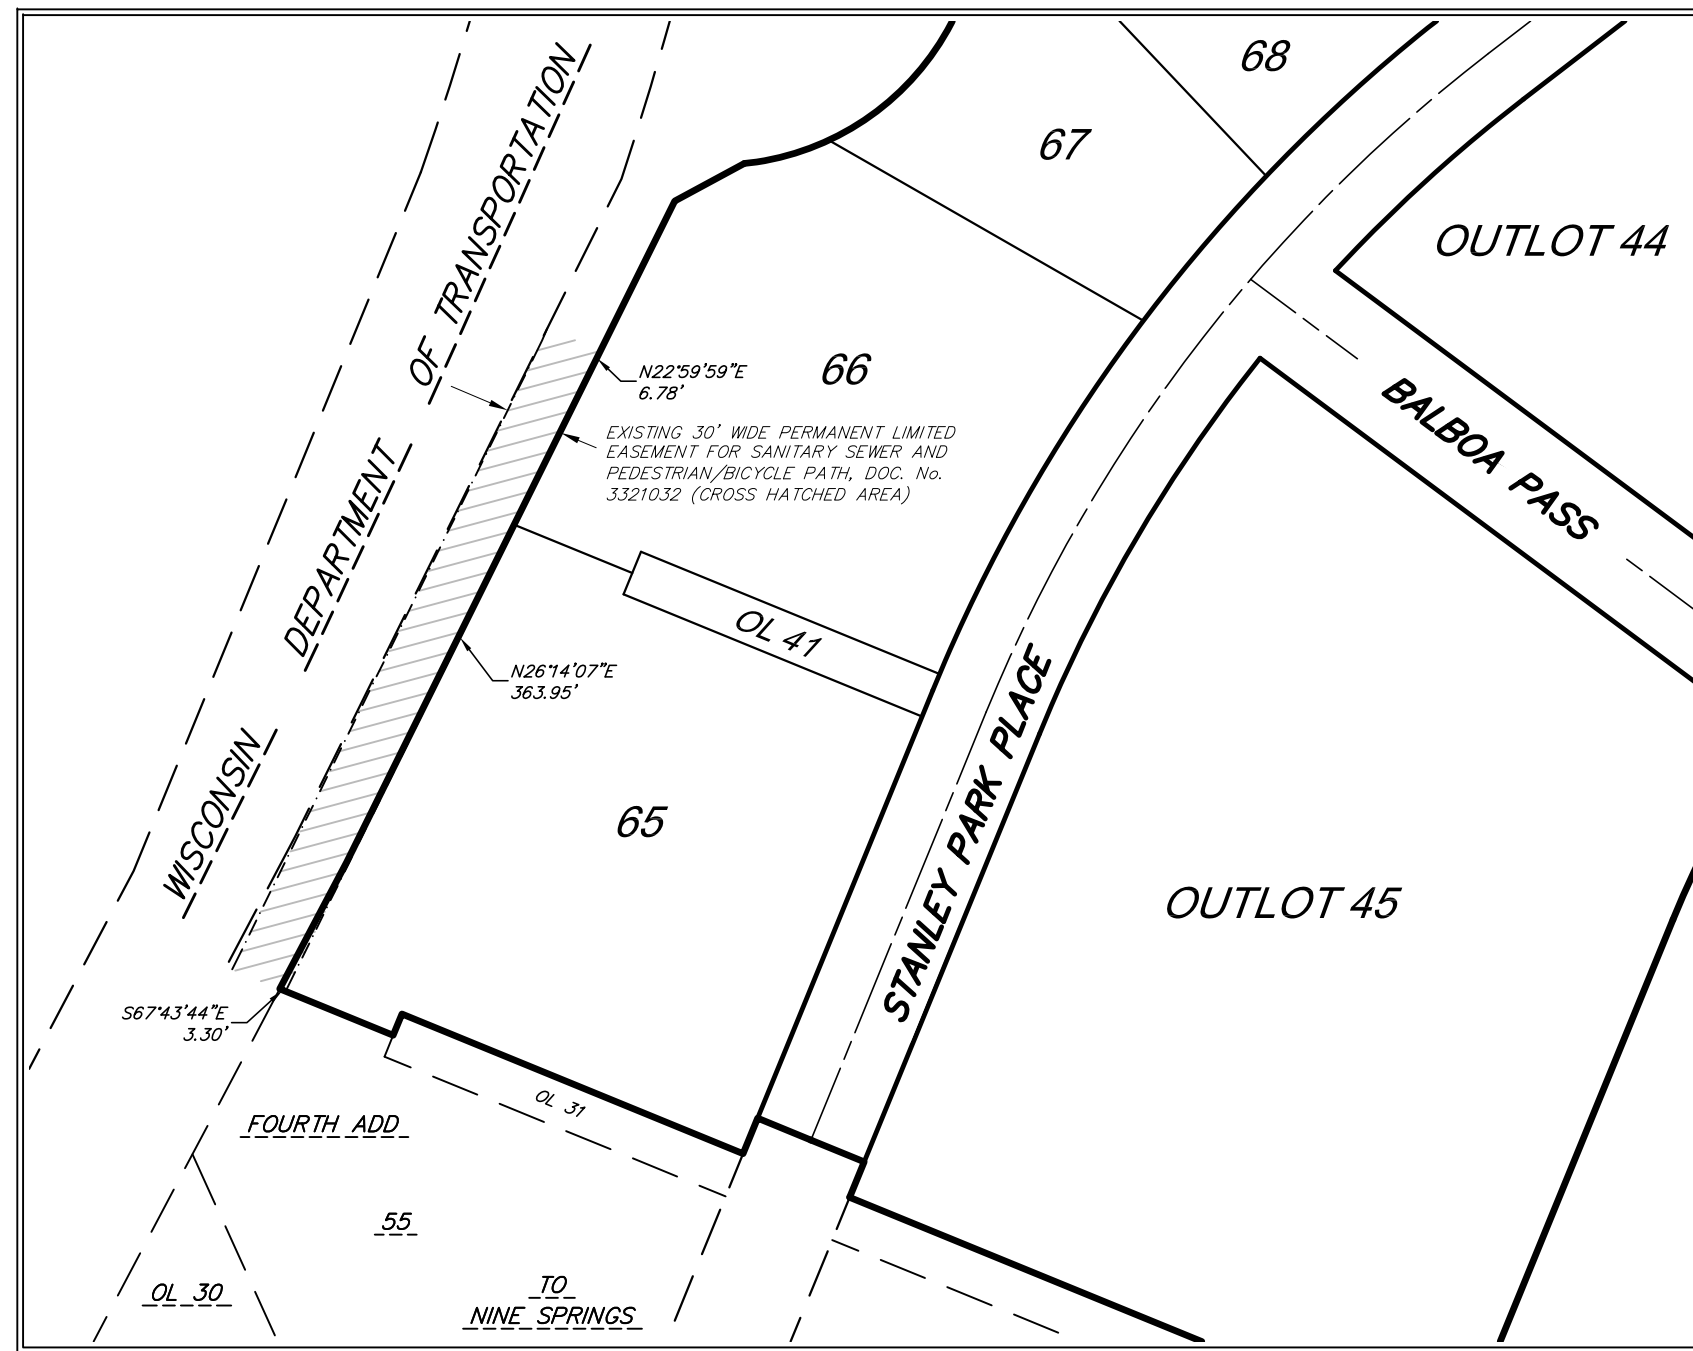 68
67
OUTLOT 44
WISCONSIN DEPARTMENT OF TRANSPORTATION
66
N22°59'59"E
6.78'
EXISTING 30' WIDE PERMANENT LIMITED
EASEMENT FOR SANITARY SEWER AND
PEDESTRIAN/BICYCLE PATH, DOC. No.
3321032 (CROSS HATCHED AREA)
BALBOA PASS
OL 41
N26°14'07"E
363.95'
STANLEY PARK PLACE
65
OUTLOT 45
S67°43'44"E
3.30'
OL 31
FOURTH ADD
55
OL 30
TO
NINE SPRINGS